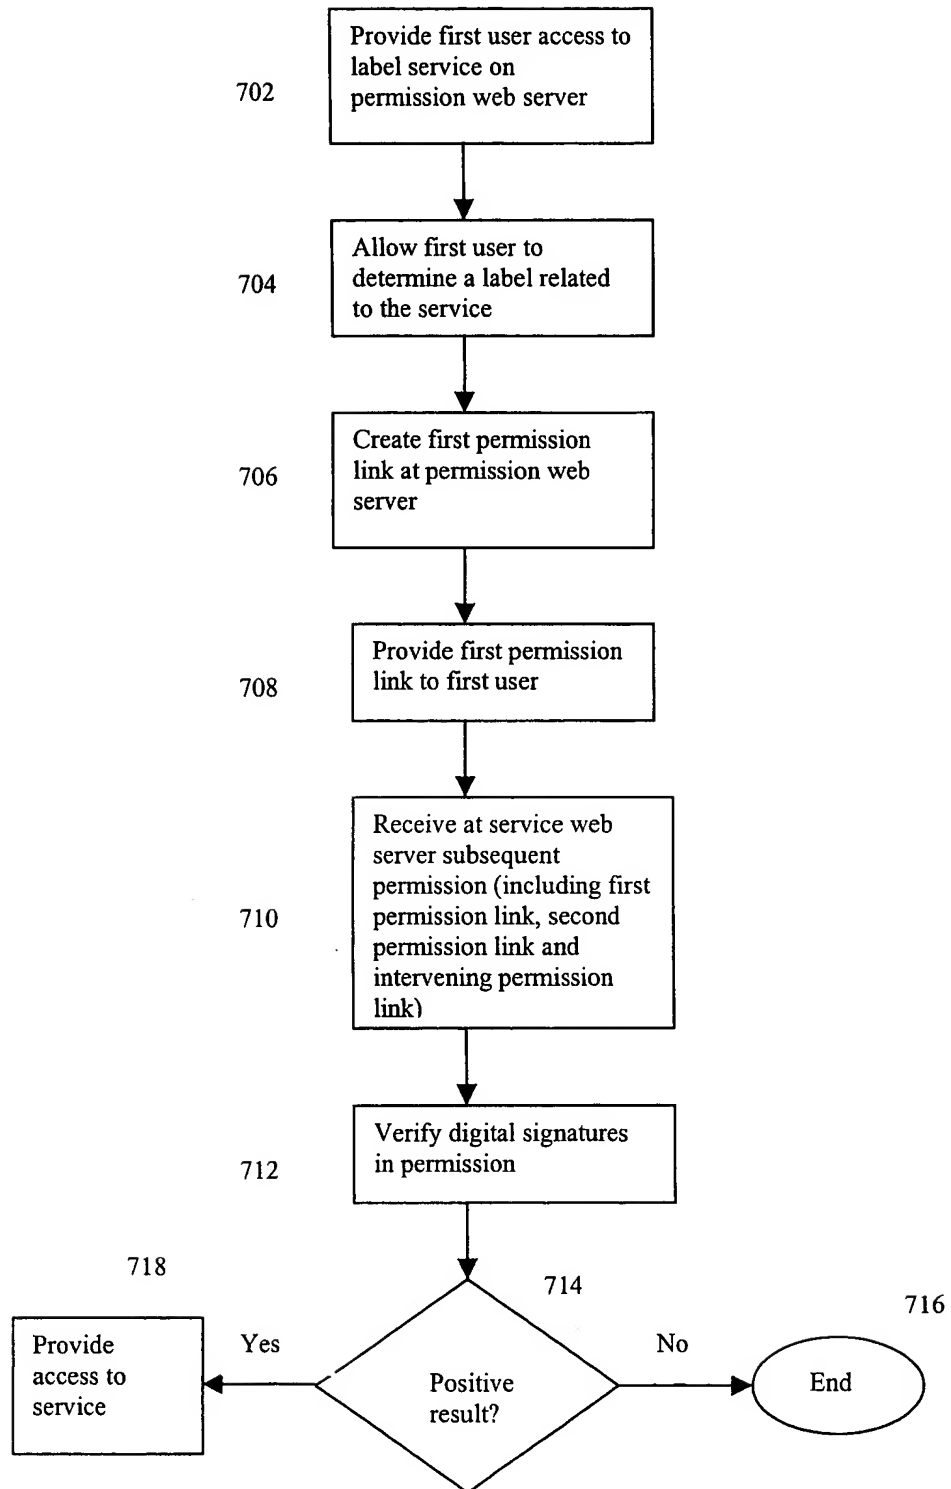 Provide first user access to
label service on
permission web server
702
Allow first user to
determine a label related
to the service
704
Create first permission
link at permission web
server
706
Provide first permission
link to first user
708
Receive at service web
server subsequent
permission (including first
permission link, second
permission link and
intervening permission
link)
710
Verify digital signatures
in permission
712
718
714
716
Provide
access to
service
Yes
Positive
result?
No
End